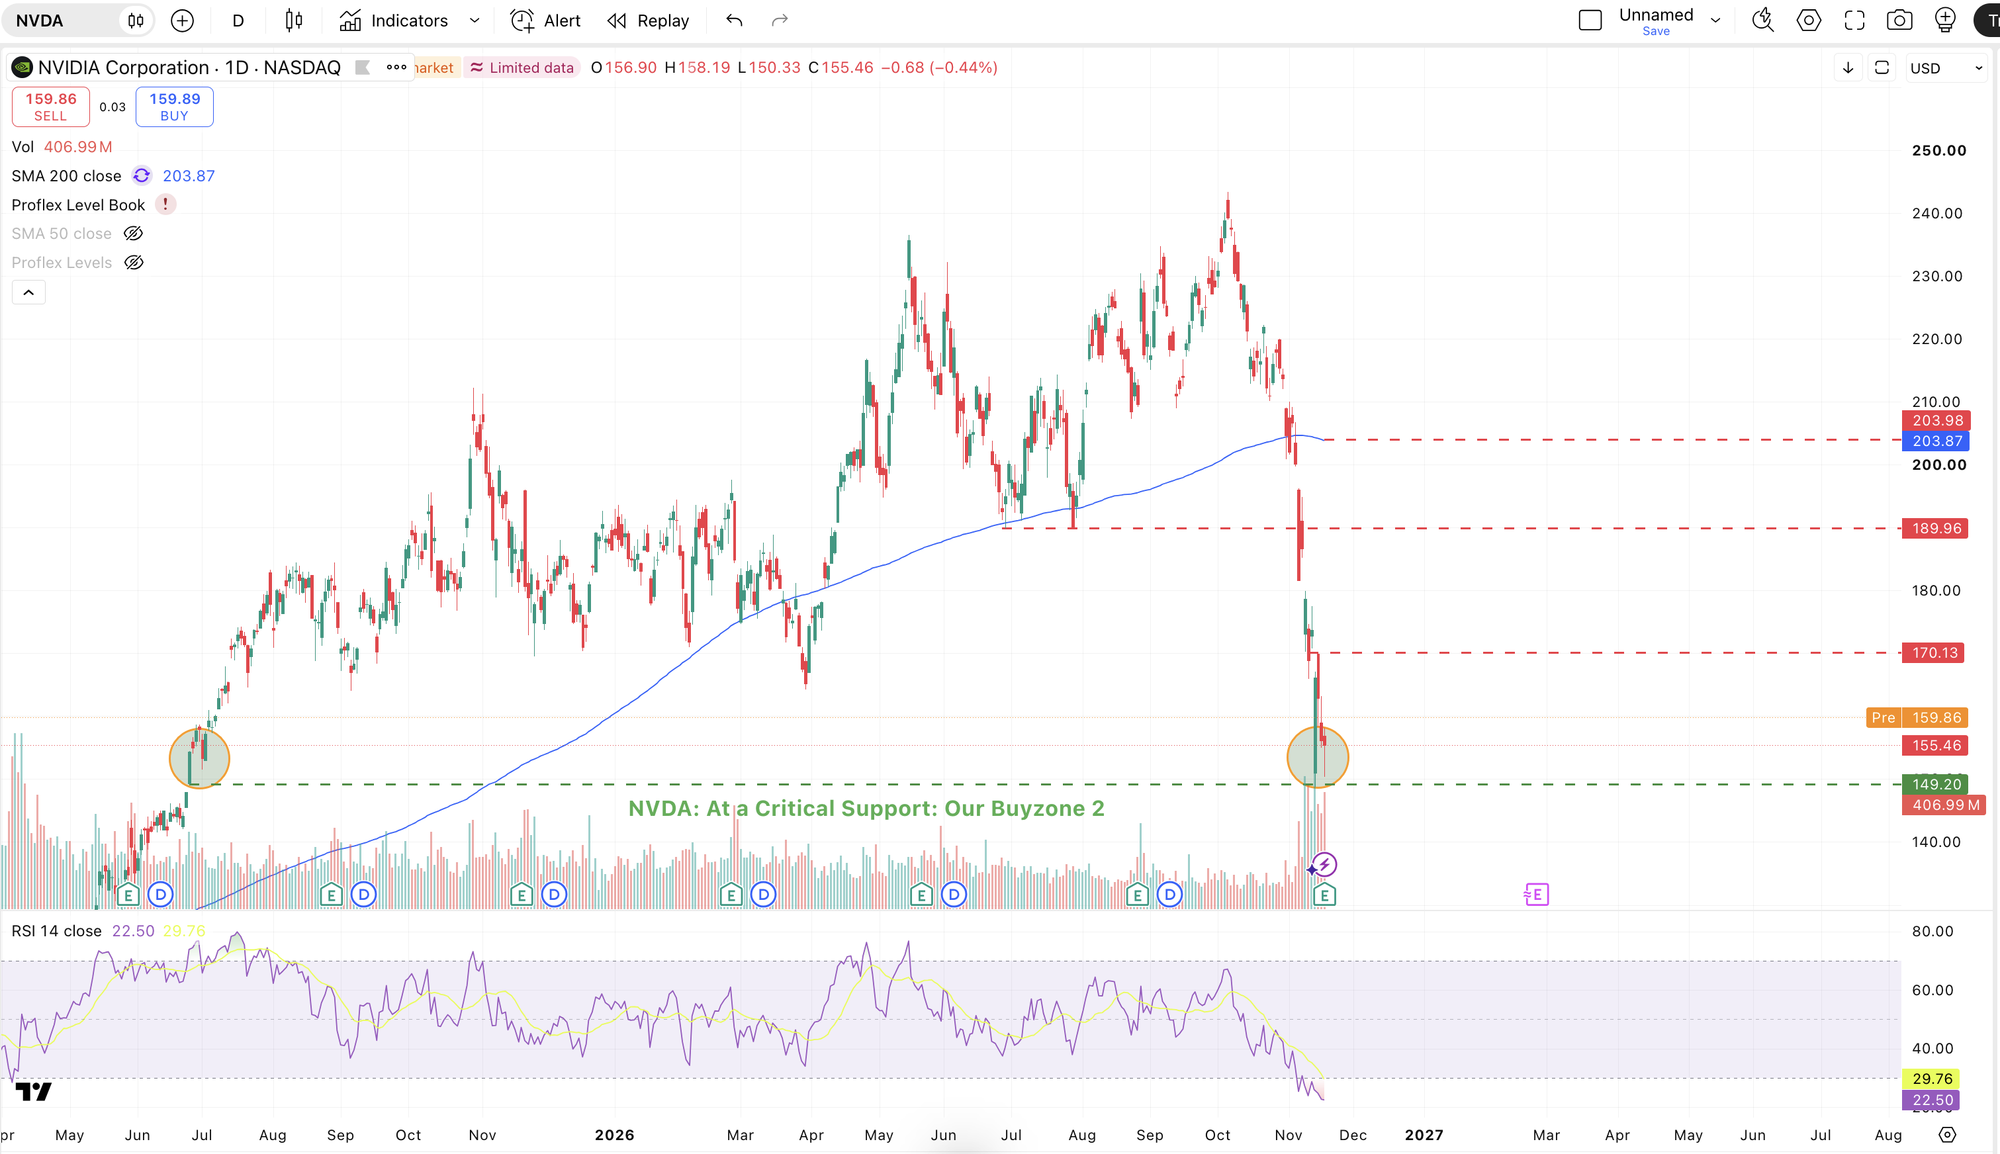 NVDA D Indicators Alert Replay Unnamed
Save
NVIDIA Corporation · 1D · NASDAQ ••• market Limited data O156.90 H158.19 L150.33 C155.46 −0.68 (−0.44%) USD
159.86 0.03 159.89
SELL BUY
Vol 406.99M
SMA 200 close 203.87
Proflex Level Book !
SMA 50 close
Proflex Levels
250.00
240.00
230.00
220.00
210.00
203.98
203.87
200.00
189.96
180.00
170.13
Pre 159.86
155.46
149.20
NVDA: At a Critical Support: Our Buyzone 2
406.99M
140.00
E D E D E D E D E D E D E E
RSI 14 close 22.50 29.76
80.00
60.00
40.00
29.76
22.50
May Jun Jul Aug Sep Oct Nov 2026 Mar Apr May Jun Jul Aug Sep Oct Nov Dec 2027 Mar Apr May Jun Jul Aug